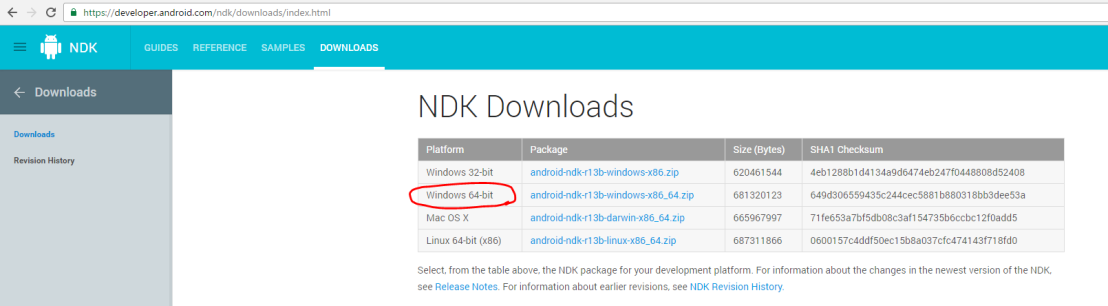 https://developer.android.com/ndk/downloads/index.html
NDK GUIDES REFERENCE SAMPLES DOWNLOADS
Downloads
Downloads
Revision History
NDK Downloads
Platform Package Size (Bytes) SHA1 Checksum
Windows 32-bit android-ndk-r13b-windows-x86.zip 620461544 4eb1288b1d4134a9d6474eb247f0448808d52408
Windows 64-bit android-ndk-r13b-windows-x86_64.zip 681320123 649d306559435c244cec5881b880318bb3dee53a
Mac OS X android-ndk-r13b-darwin-x86_64.zip 665967997 71fe653a7bf5db08c3af154735b6ccbc12f0add5
Linux 64-bit (x86) android-ndk-r13b-linux-x86_64.zip 687311866 0600157c4ddf50ec15b8a037cfc474143f718fd0
Select, from the table above, the NDK package for your development platform. For information about the changes in the newest version of the NDK,
see Release Notes. For information about earlier revisions, see NDK Revision History.